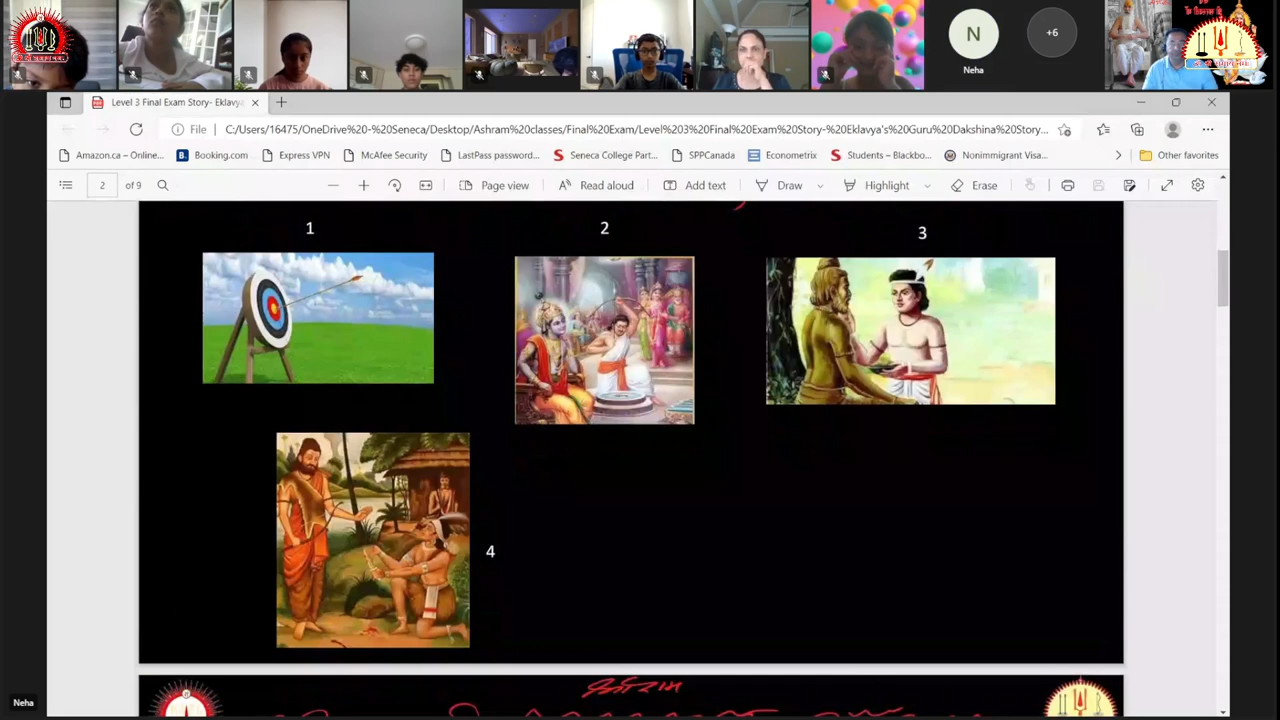 N
Neha
+6
Level 3 Final Exam Story- Eklavya
File
C:/Users/16475/OneDrive%20-%20Seneca/Desktop/Ashram%20classes/Final%20Exam/Level%203%20Final%20Exam%20Story-%20Eklavya's%20Guru%20Dakshina%20Story...
Amazon.ca – Online...
Booking.com
Express VPN
McAfee Security
LastPass password...
Seneca College Part...
SPPCanada
Econometrix
Students – Blackbo...
Nonimmigrant Visa...
Other favorites
2 of 9
Page view
Read aloud
Add text
Draw
Highlight
Erase
1
2
3
4
Neha